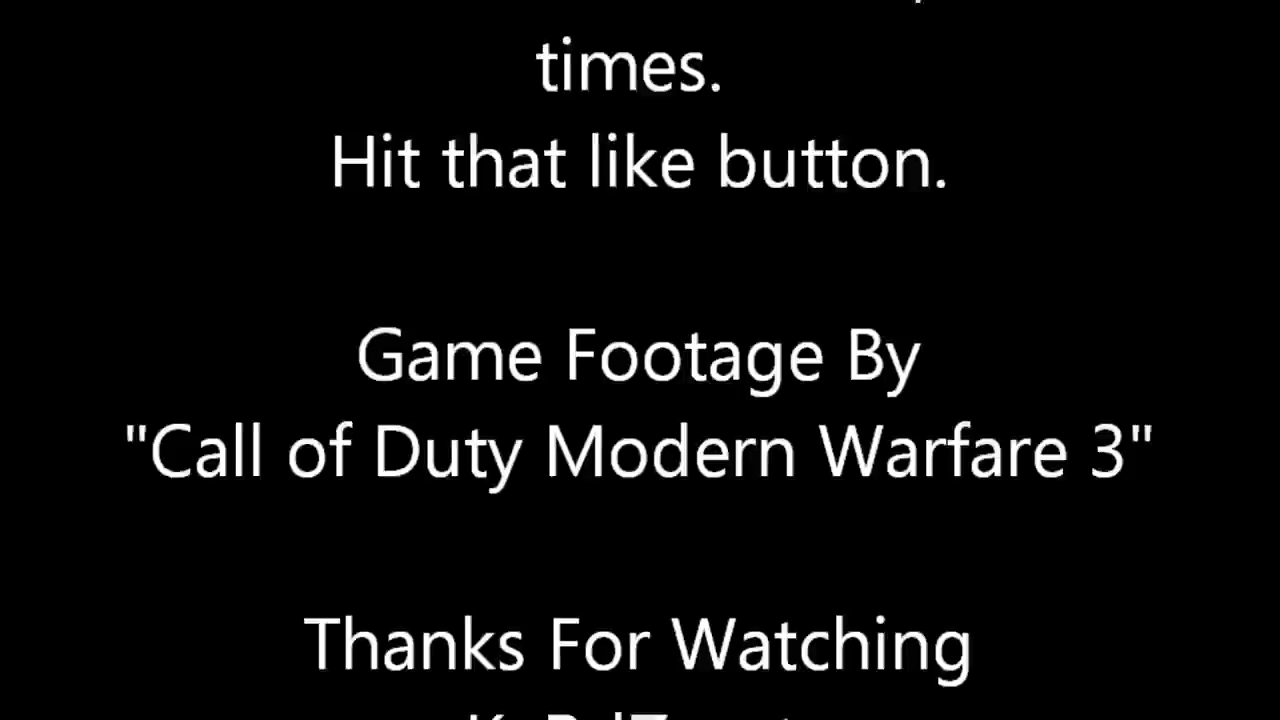 times.
Hit that like button.
Game Footage By
"Call of Duty Modern Warfare 3"
Thanks For Watching